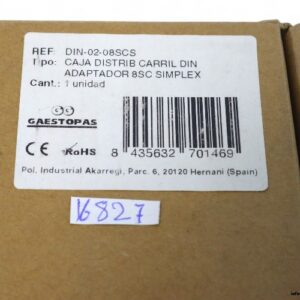 REF: DIN-02-08SCS
Tipo: CAJA DISTRIB CARRIL DIN
ADAPTADOR 8SC SIMPLEX
Cant.: 1 unidad
GAESTOPAS
CE RoHS
8 435632 701469
Pol. Industrial Akarregi, Parc. 6, 20120 Hernani (Spain)
16827